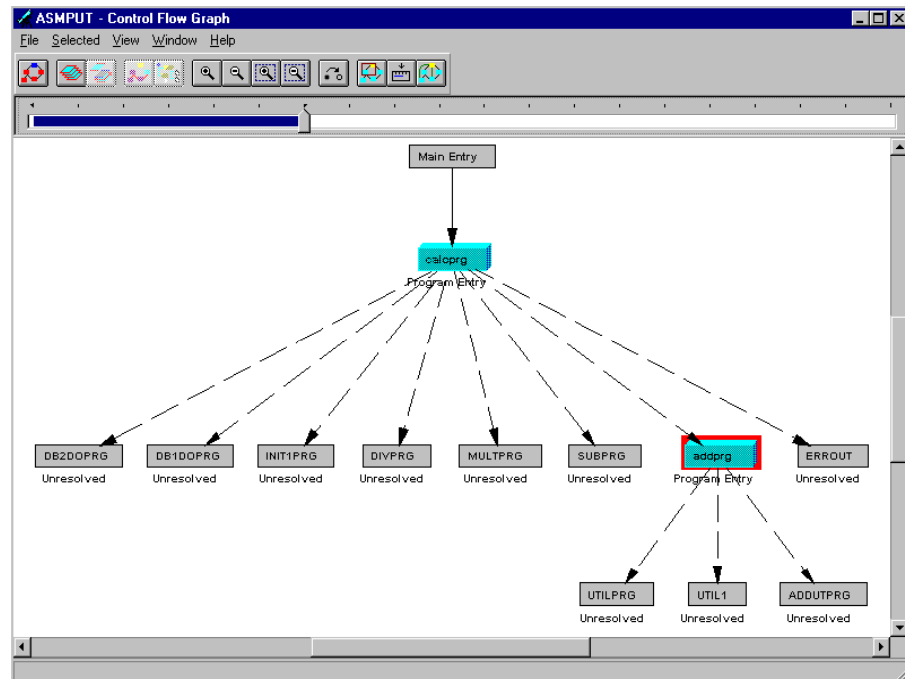 ASMPUT - Control Flow Graph
File Selected View Window Help
Main Entry
calcprg
Program Entry
DB2DOPRG DB1DOPRG INIT1PRG DIVPRG MULTPRG SUBPRG addprg ERROUT
Unresolved Unresolved Unresolved Unresolved Unresolved Unresolved Program Entry Unresolved
UTILPRG UTIL1 ADDUTPRG
Unresolved Unresolved Unresolved